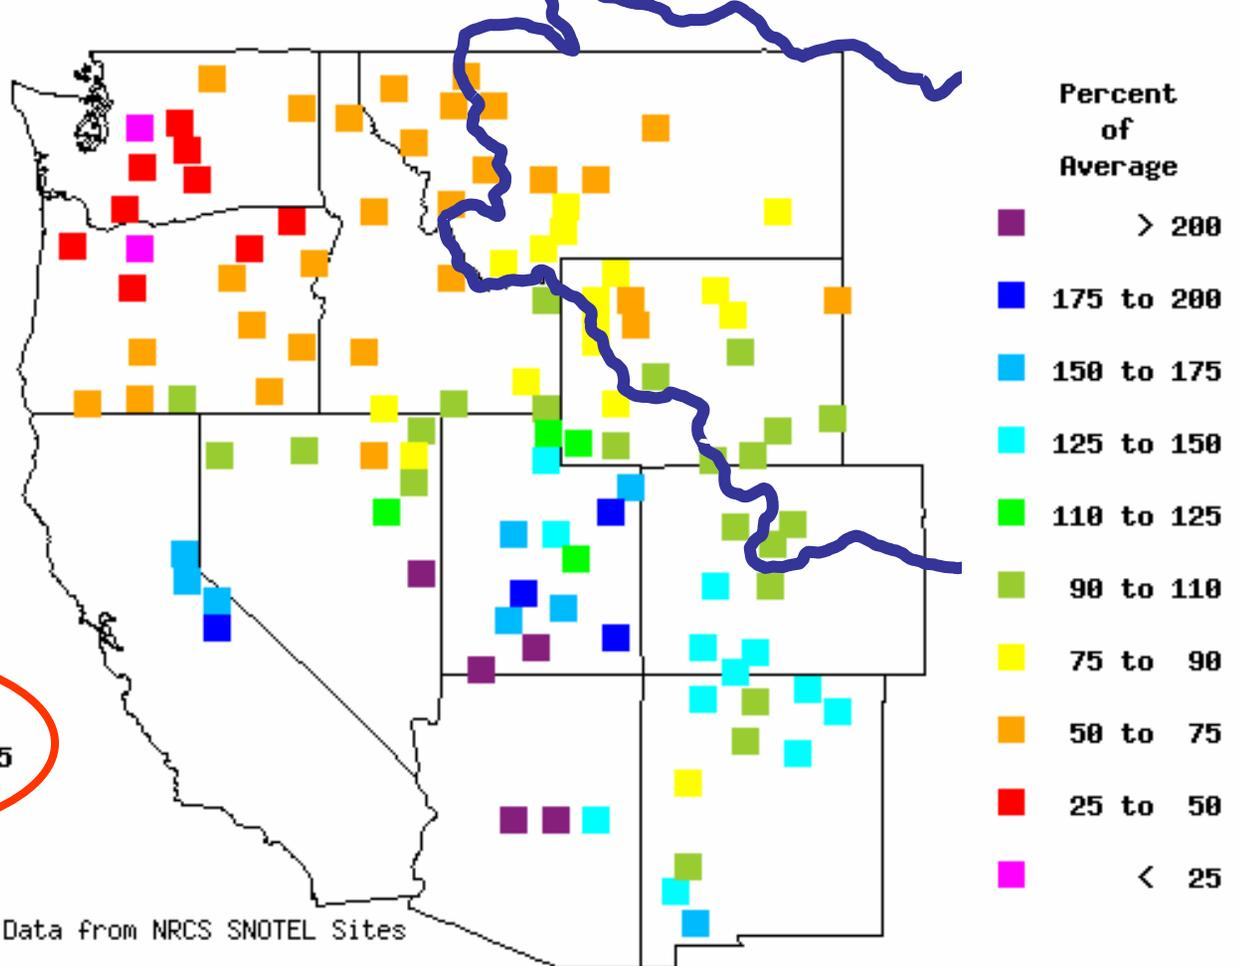 Percent
of
Average
> 200
175 to 200
150 to 175
125 to 150
110 to 125
90 to 110
75 to 90
50 to 75
25 to 50
< 25
5
Data from NRCS SNOTEL Sites